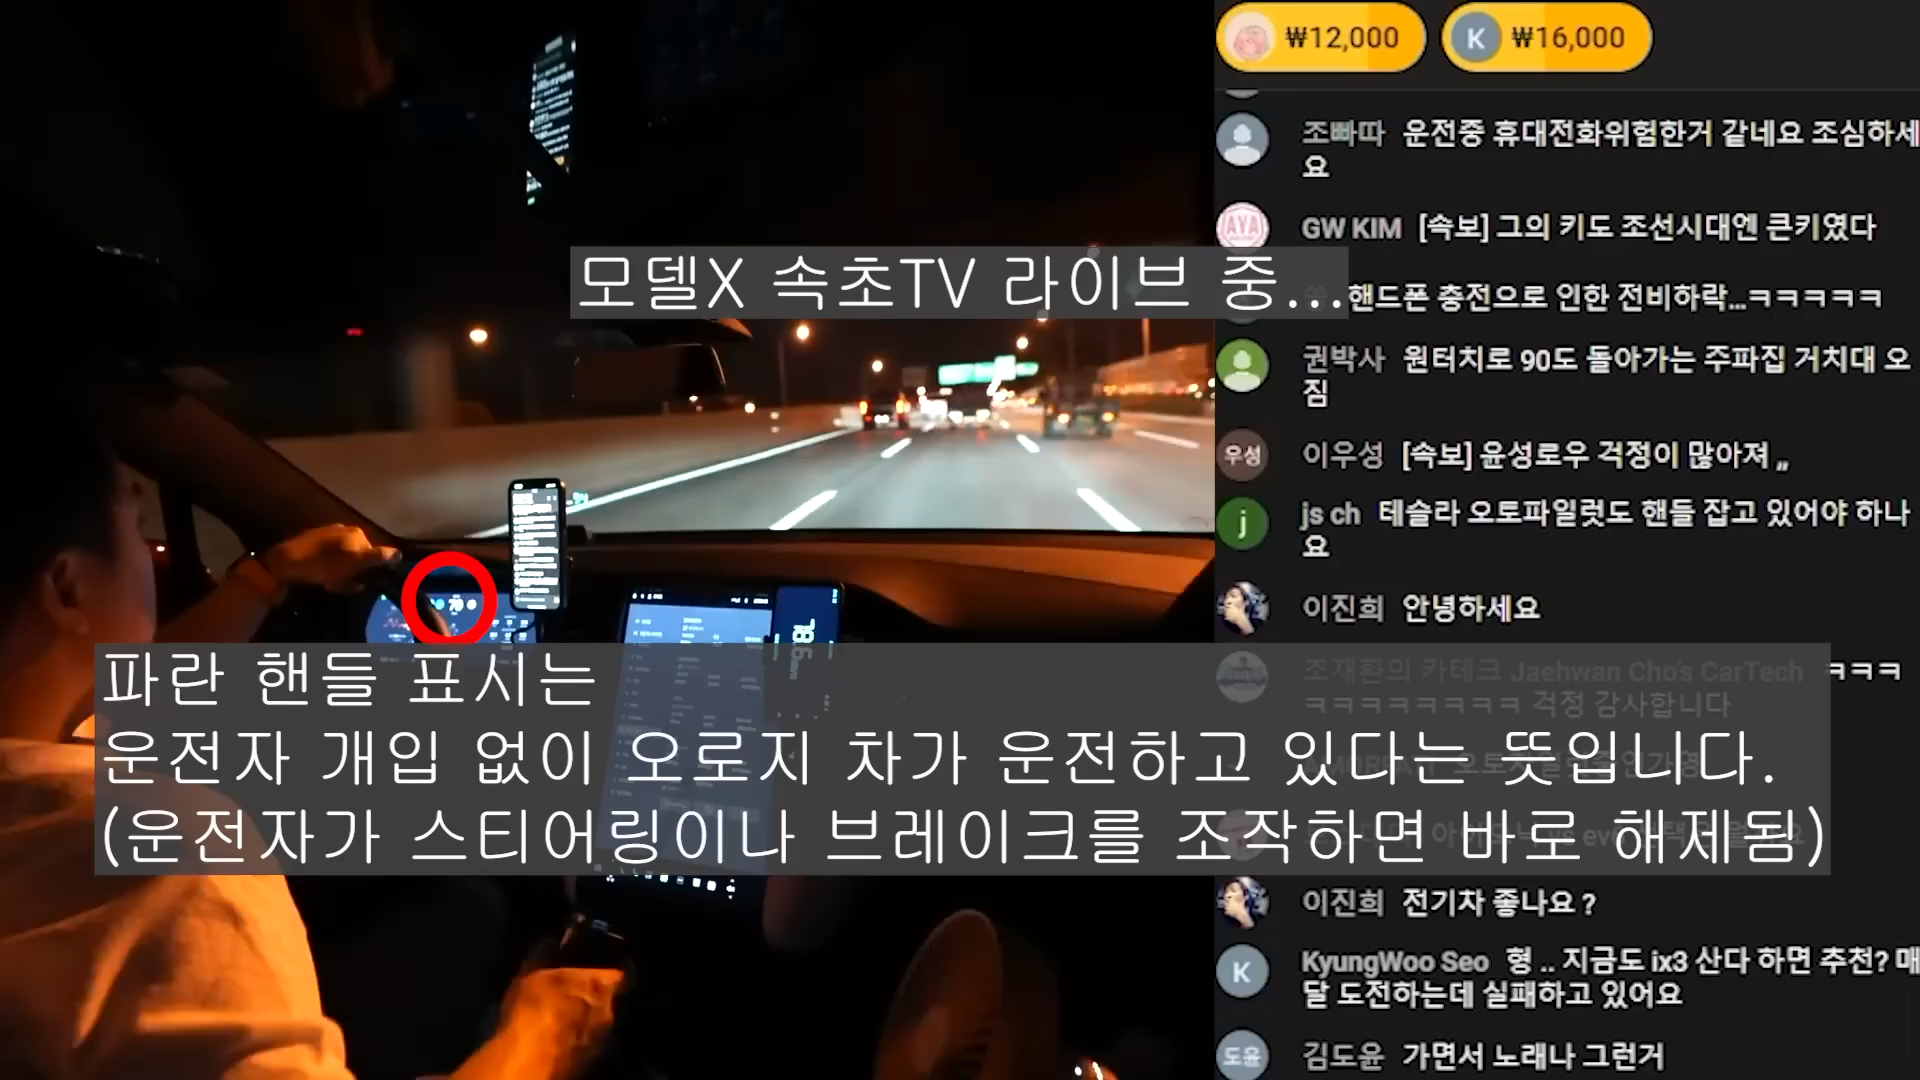 ₩12,000
K ₩16,000
조빠따 운전중 휴대전화위험한거 같네요 조심하세
요
AYA
GW KIM [속보] 그의 키도 조선시대엔 큰키였다
모델X 속초TV 라이브 중...
핸드폰 충전으로 인한 전비하락...ㅋㅋㅋㅋㅋ
권박사 원터치로 90도 돌아가는 주파집 거치대 오
짐
우성 이우성 [속보] 윤성로우 걱정이 많아져 ,,
j js ch 테슬라 오토파일럿도 핸들 잡고 있어야 하나
요
이진희 안녕하세요
70
98L
조재환의 카테크 Jaehwan Cho's CarTech ㅋㅋㅋ
ㅋㅋㅋㅋㅋㅋㅋㅋ 걱정 감사합니다
파란 핸들 표시는
운전자 개입 없이 오로지 차가 운전하고 있다는 뜻입니다.
(운전자가 스티어링이나 브레이크를 조작하면 바로 해제됨)
이진희 전기차 좋나요 ?
K KyungWoo Seo 형 .. 지금도 ix3 산다 하면 추천? 매
달 도전하는데 실패하고 있어요
도윤 김도윤 가면서 노래나 그런거